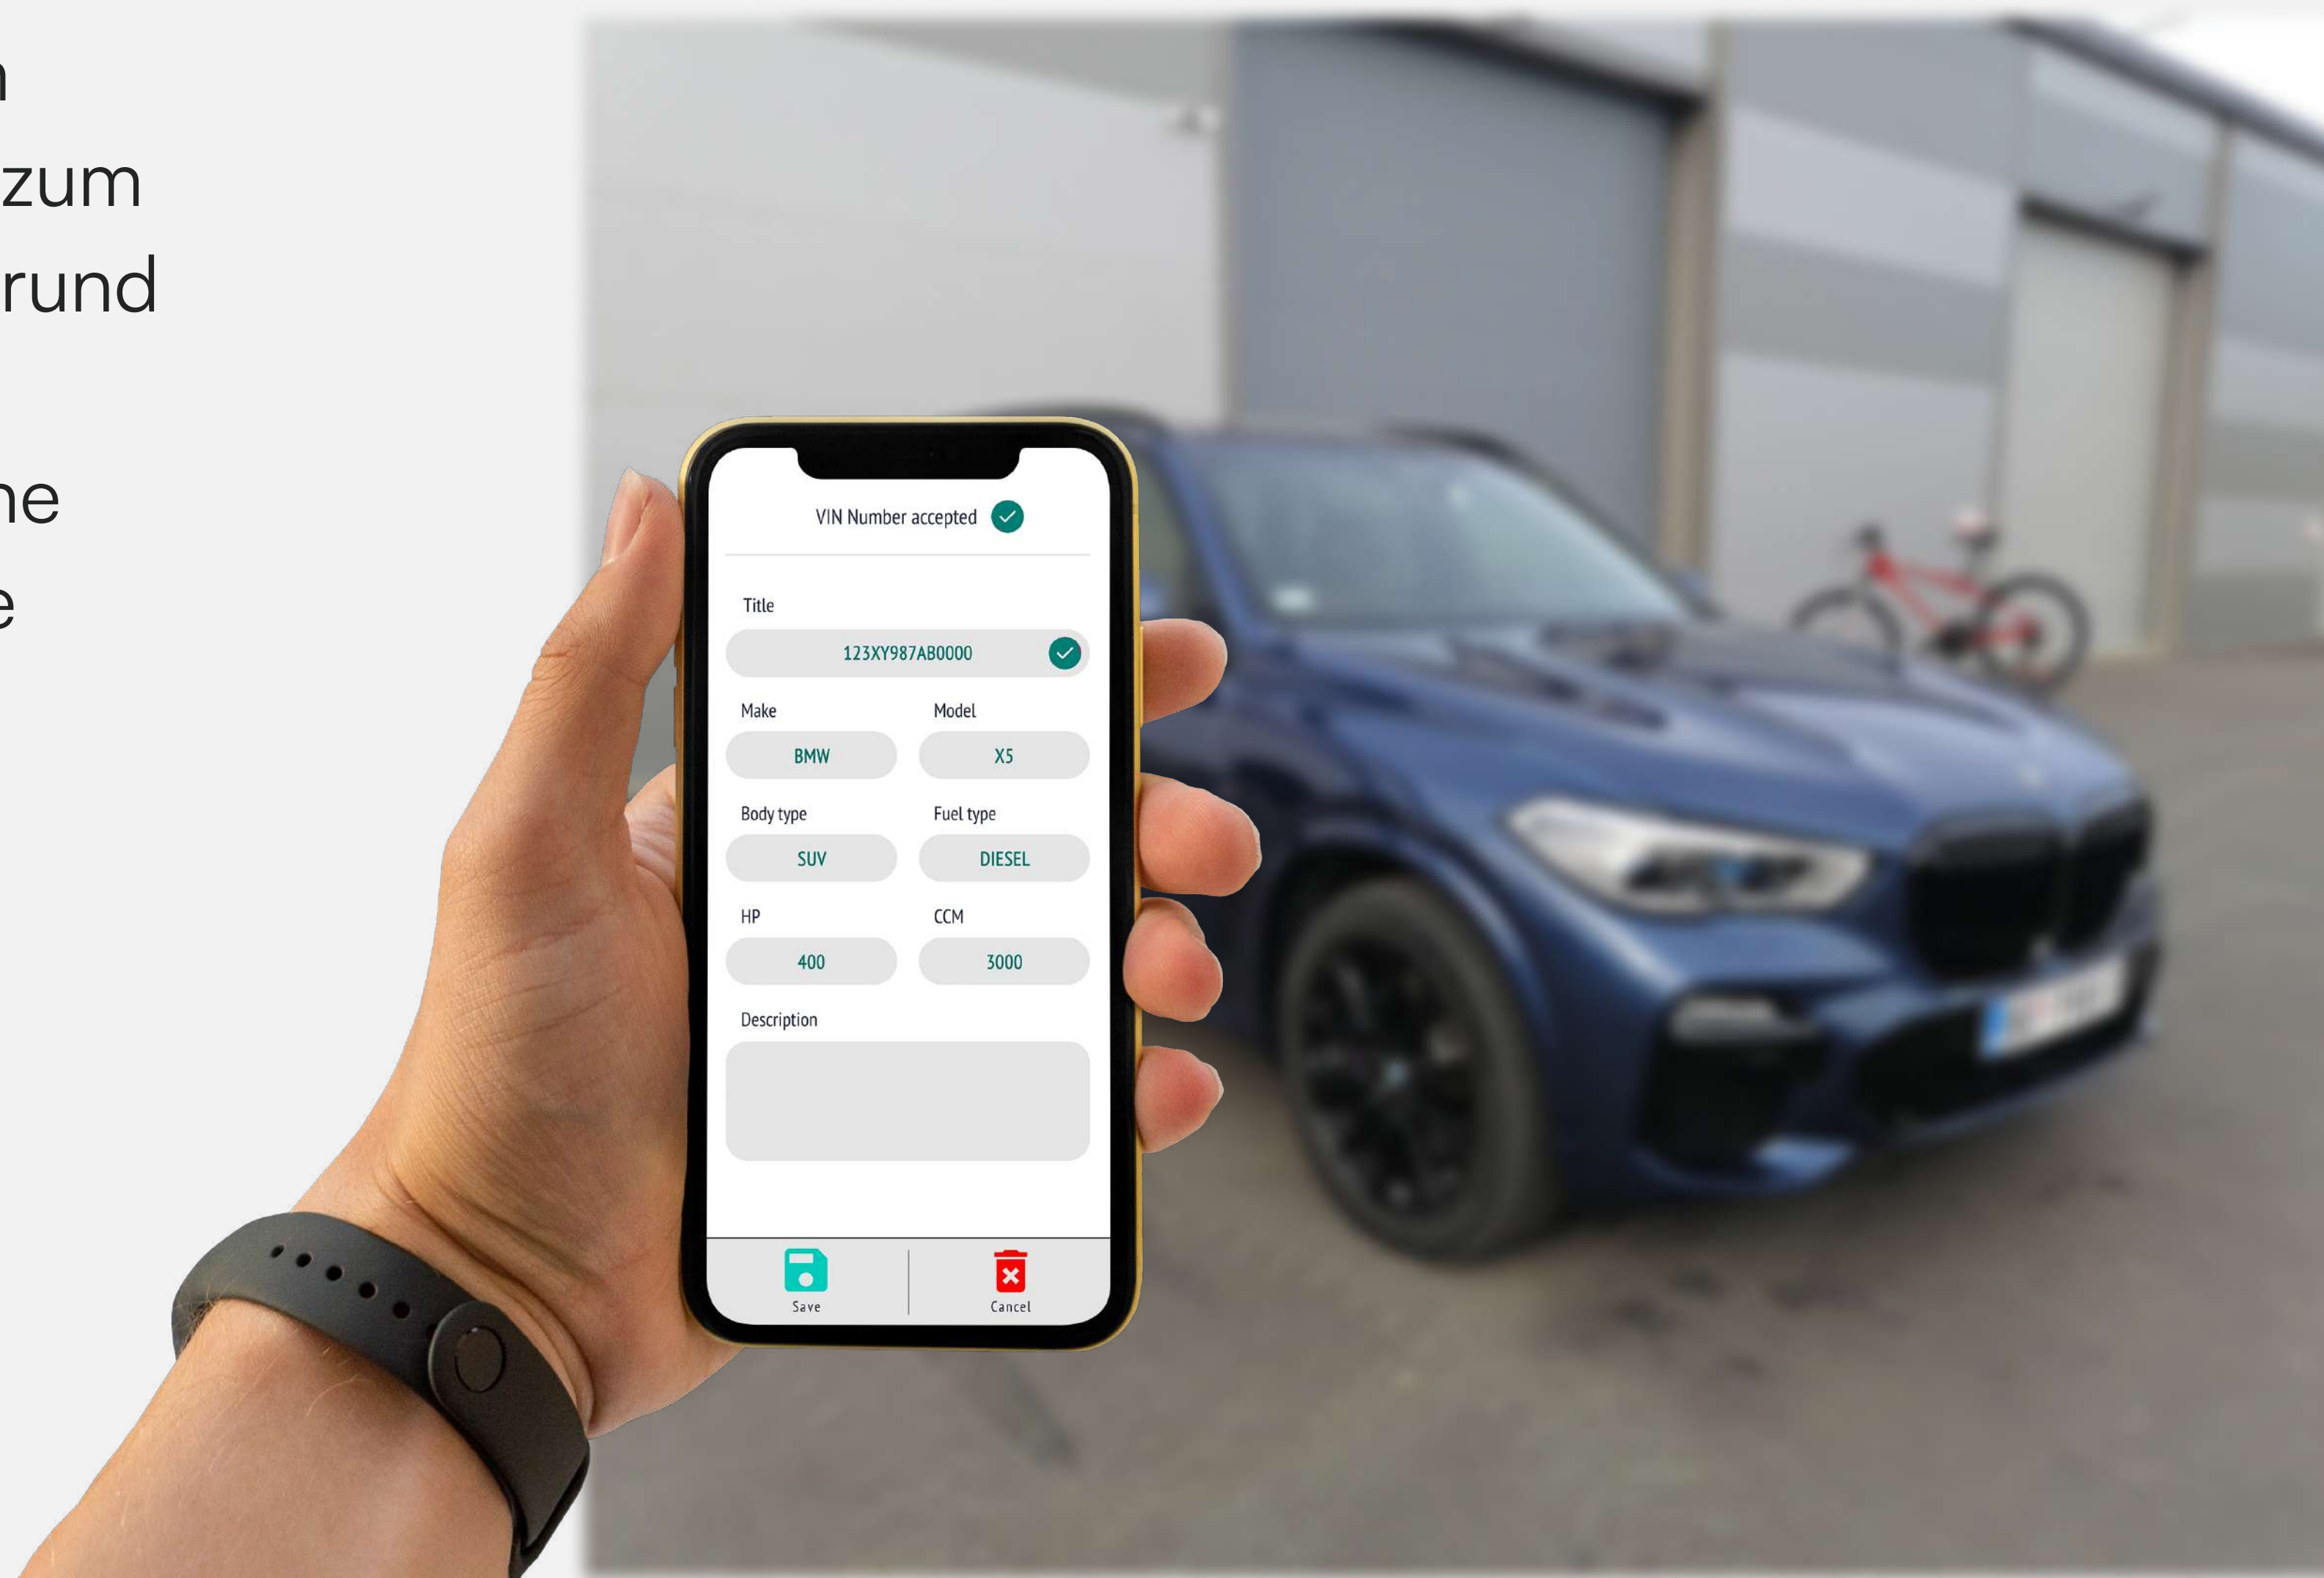 n
zum
rund
ne
e
VIN Number accepted
Title
123XY987AB0000
Make Model
BMW X5
Body type Fuel type
SUV DIESEL
HP CCM
400 3000
Description
Save Cancel